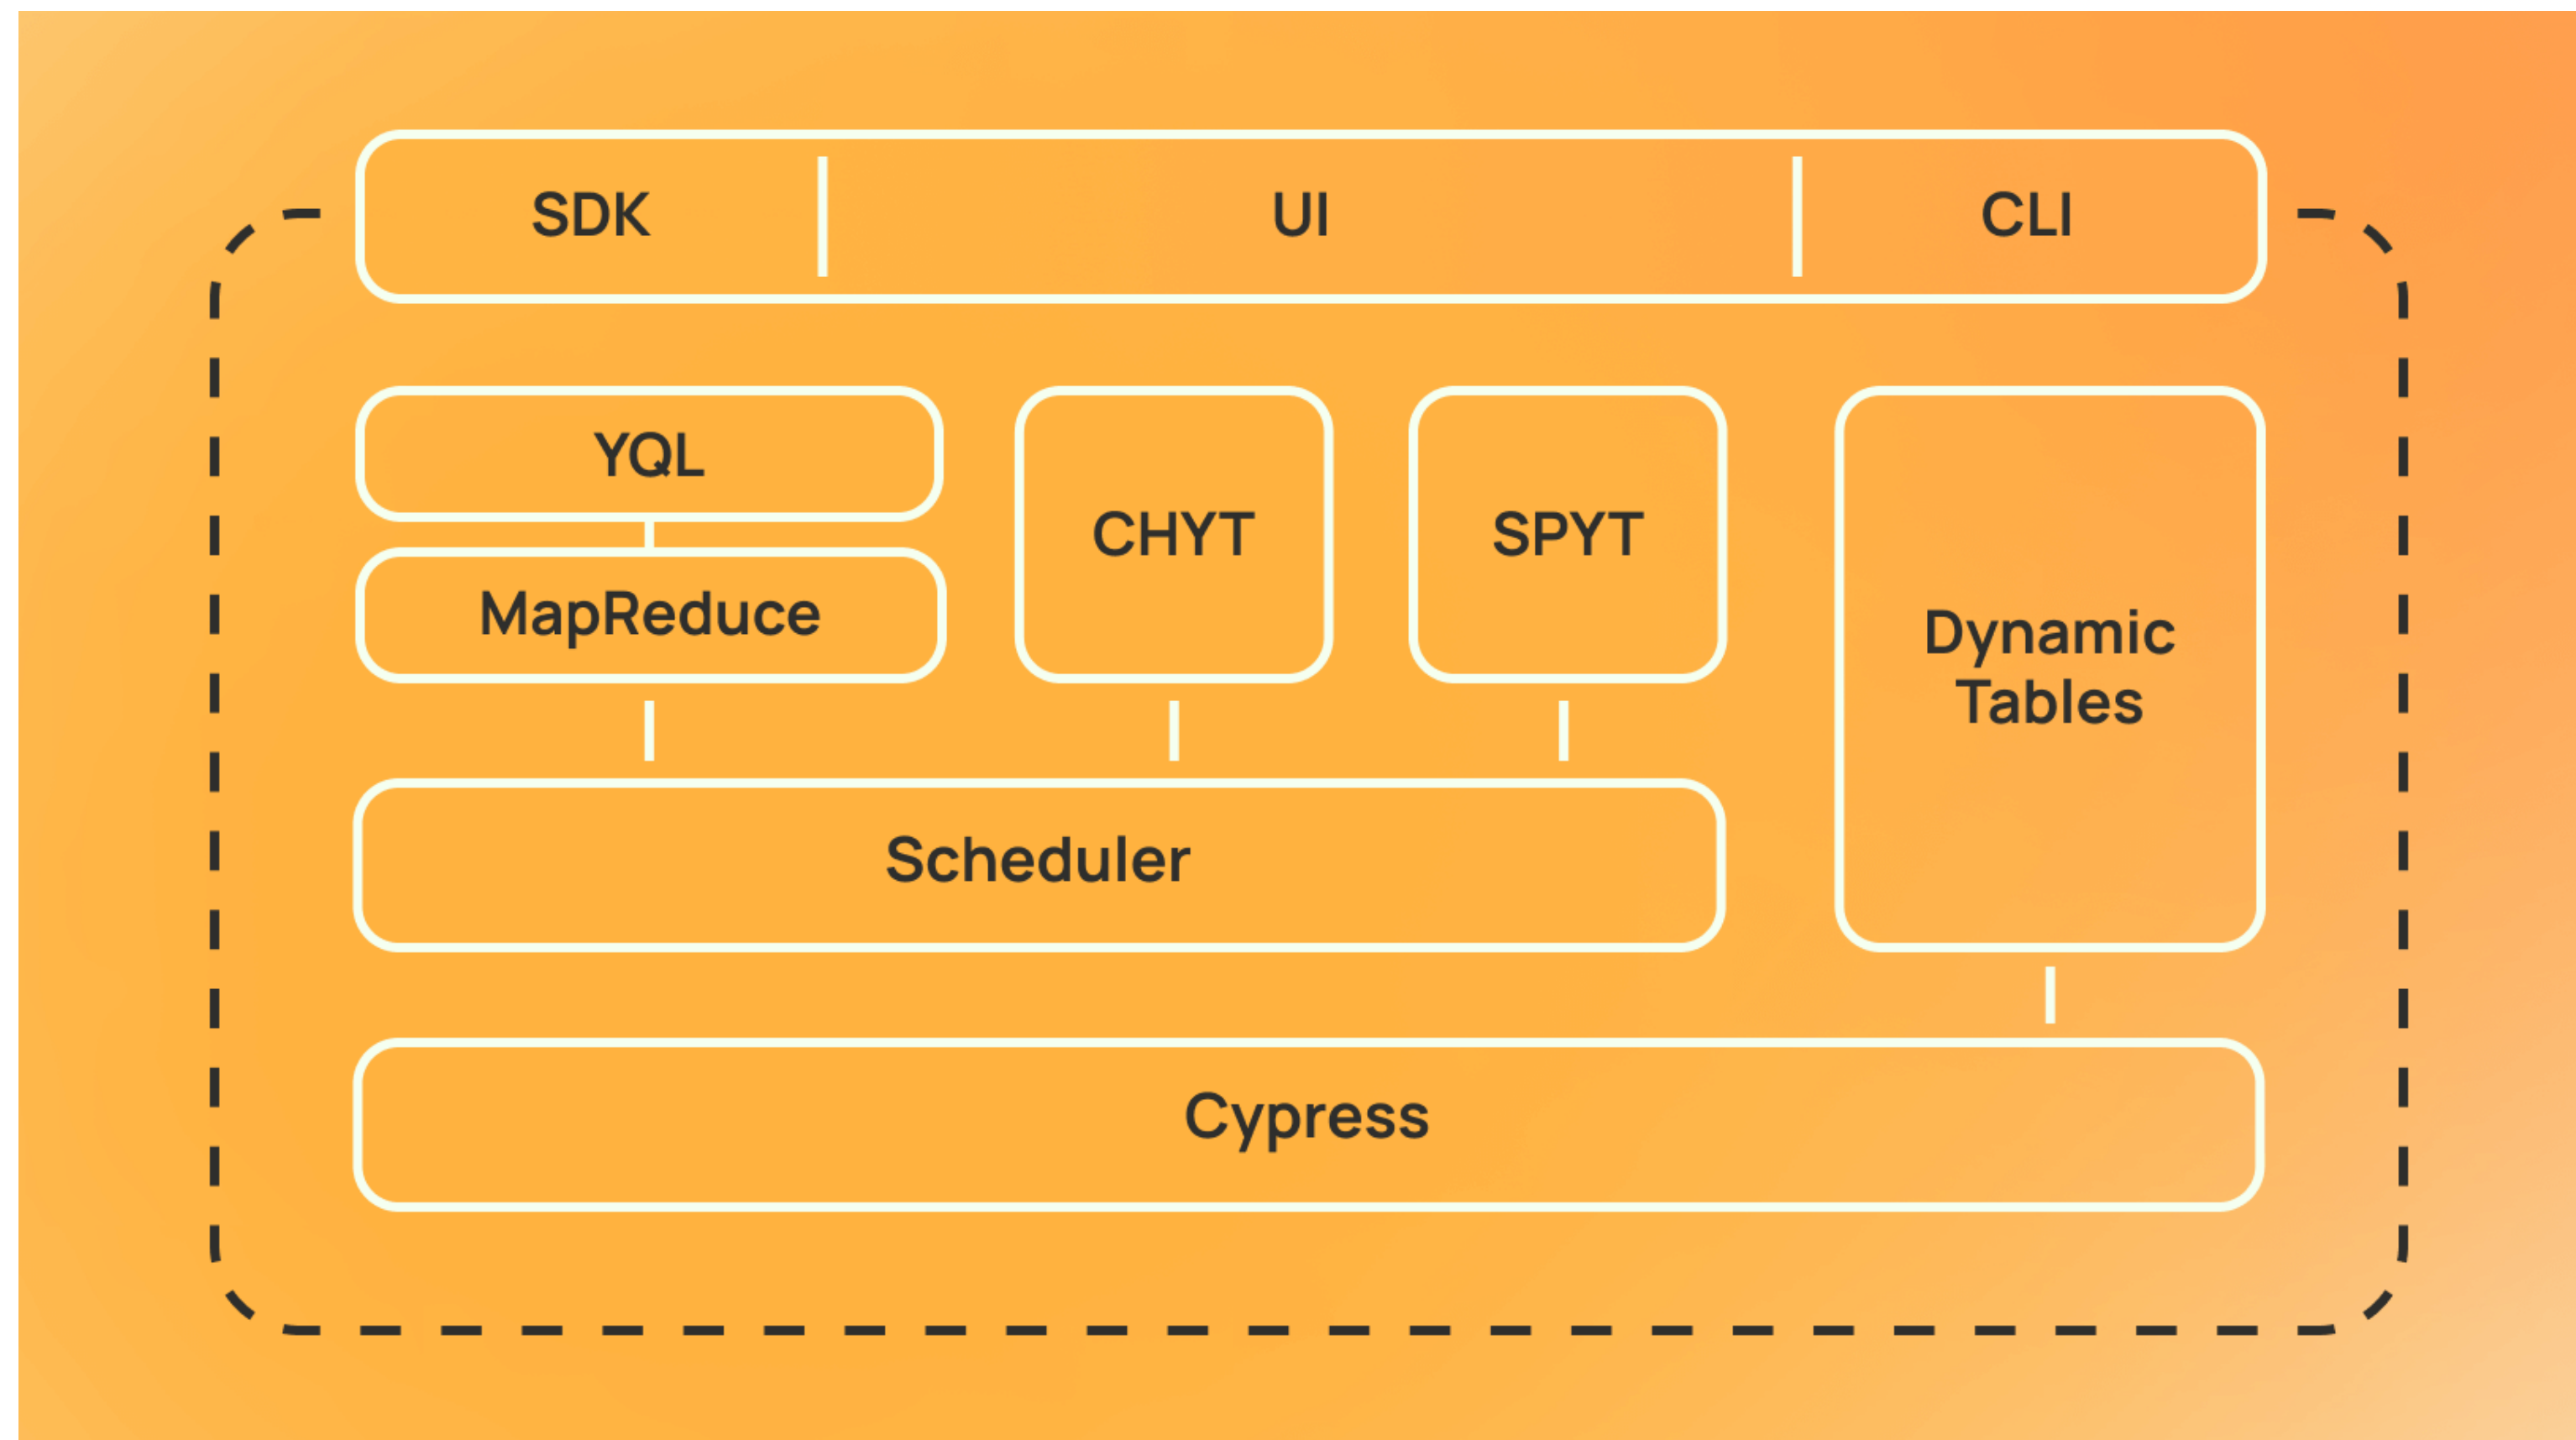 SDK
UI
CLI
YQL
MapReduce
CHYT
SPYT
Dynamic
Tables
Scheduler
Cypress